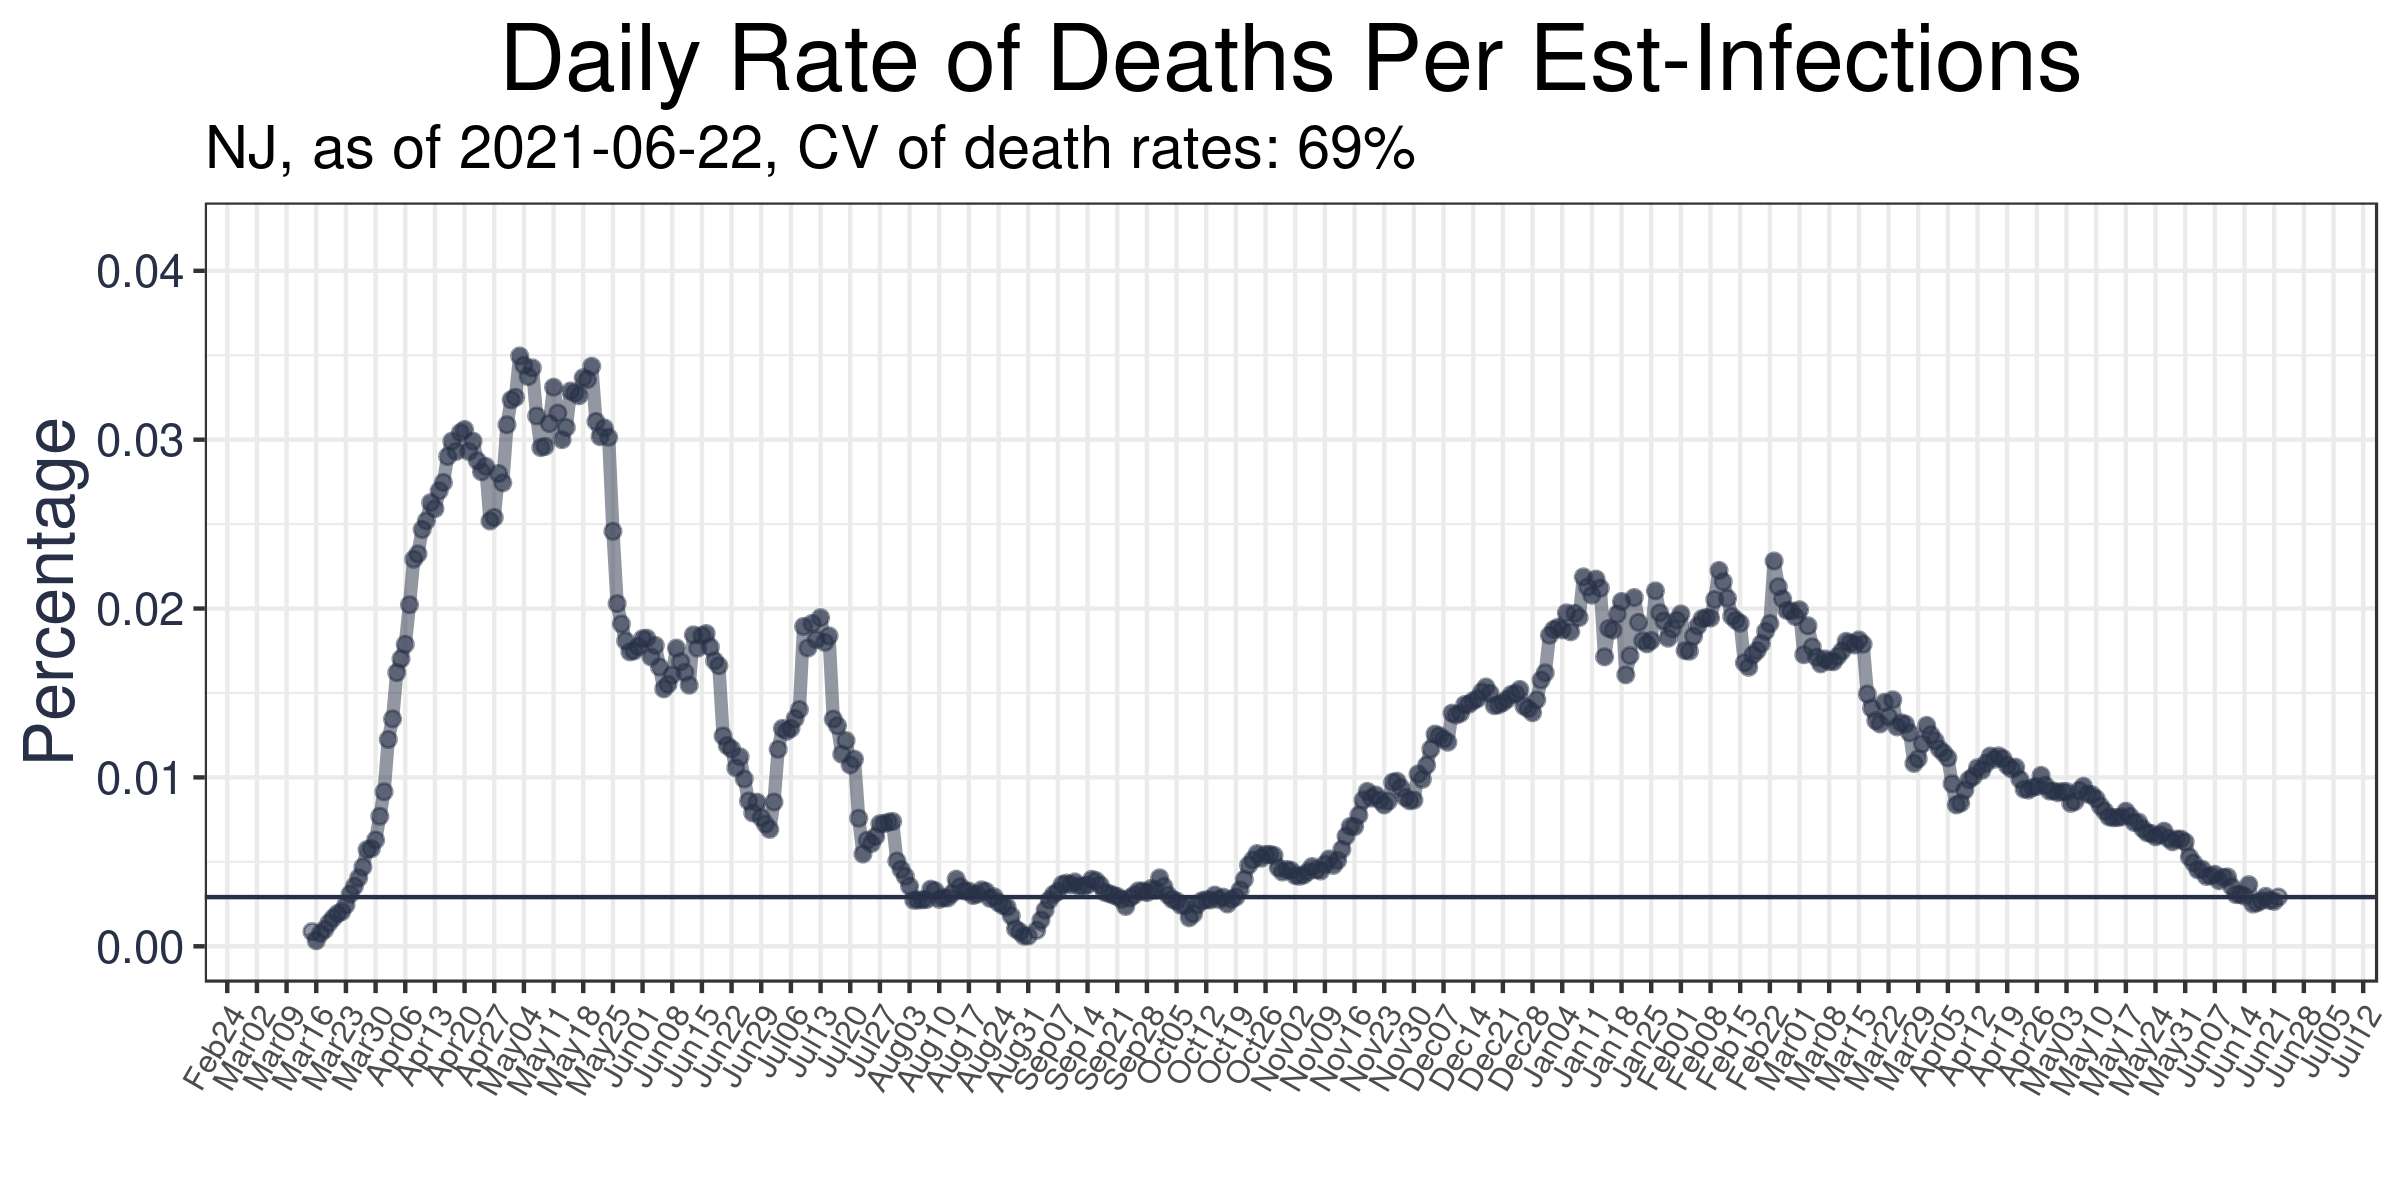 Daily Rate of Deaths Per Est-Infections
NJ, as of 2021-06-22, CV of death rates: 69%
Percentage
0.04
0.03
0.02
0.01
0.00
Feb24
Mar02
Mar09
Mar16
Mar23
Mar30
Apr06
Apr13
Apr20
Apr27
May04
May11
May18
May25
Jun01
Jun08
Jun15
Jun22
Jun29
Jul06
Jul13
Jul20
Jul27
Aug03
Aug10
Aug17
Aug24
Aug31
Sep07
Sep14
Sep21
Sep28
Oct05
Oct12
Oct19
Oct26
Nov02
Nov09
Nov16
Nov23
Nov30
Dec07
Dec14
Dec21
Dec28
Jan04
Jan11
Jan18
Jan25
Feb01
Feb08
Feb15
Feb22
Mar01
Mar08
Mar15
Mar22
Mar29
Apr05
Apr12
Apr19
Apr26
May03
May10
May17
May24
May31
Jun07
Jun14
Jun21
Jun28
Jul05
Jul12